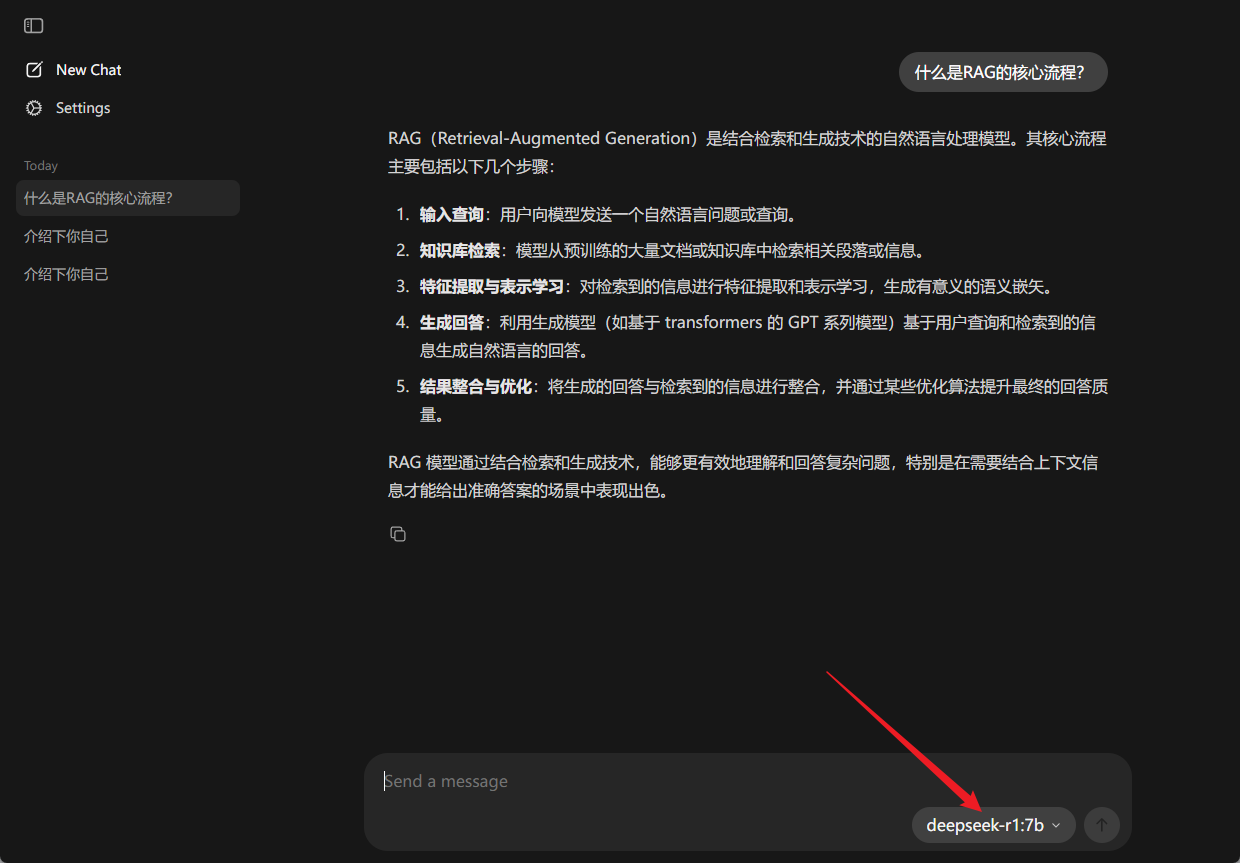 New Chat
Settings
Today
什么是RAG的核心流程?
介绍下你自己
介绍下你自己
什么是RAG的核心流程?
RAG（Retrieval-Augmented Generation）是结合检索和生成技术的自然语言处理模型。其核心流程
主要包括以下几个步骤：
1. 输入查询：用户向模型发送一个自然语言问题或查询。
2. 知识库检索：模型从预训练的大量文档或知识库中检索相关段落或信息。
3. 特征提取与表示学习：对检索到的信息进行特征提取和表示学习，生成有意义的语义嵌矢。
4. 生成回答：利用生成模型（如基于 transformers 的 GPT 系列模型）基于用户查询和检索到的信
息生成自然语言的回答。
5. 结果整合与优化：将生成的回答与检索到的信息进行整合，并通过某些优化算法提升最终的回答质
量。
RAG 模型通过结合检索和生成技术，能够更有效地理解和回答复杂问题，特别是在需要结合上下文信
息才能给出准确答案的场景中表现出色。
Send a message
deepseek-r1:7b